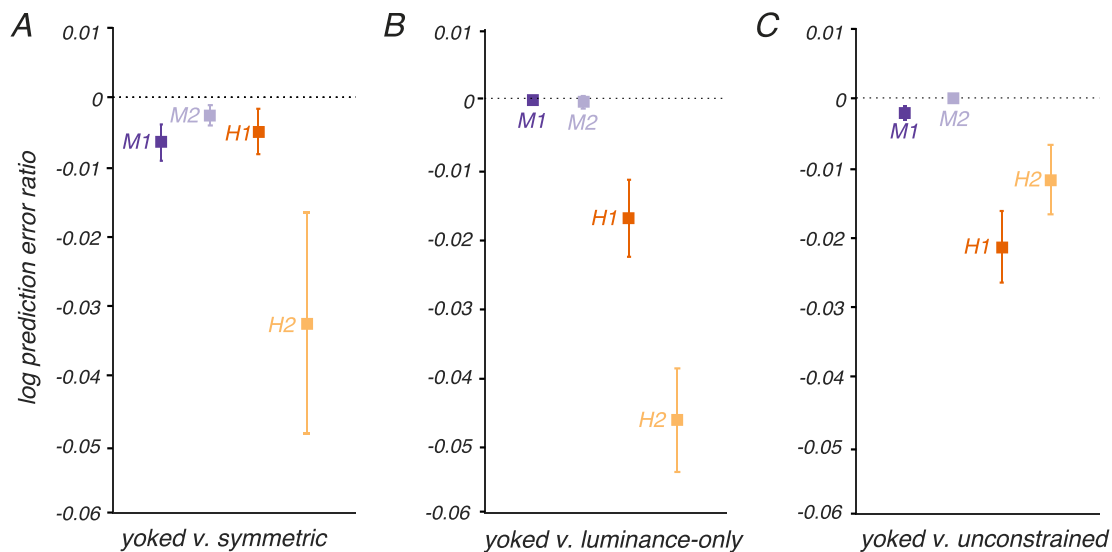 A
B
C
log prediction error ratio
0.01
0
-0.01
-0.02
-0.03
-0.04
-0.05
-0.06
M1
M2
H1
H2
yoked v. symmetric
0.01
0
-0.01
-0.02
-0.03
-0.04
-0.05
-0.06
M1
M2
H1
H2
yoked v. luminance-only
0.01
0
-0.01
-0.02
-0.03
-0.04
-0.05
-0.06
M1
M2
H1
H2
yoked v. unconstrained